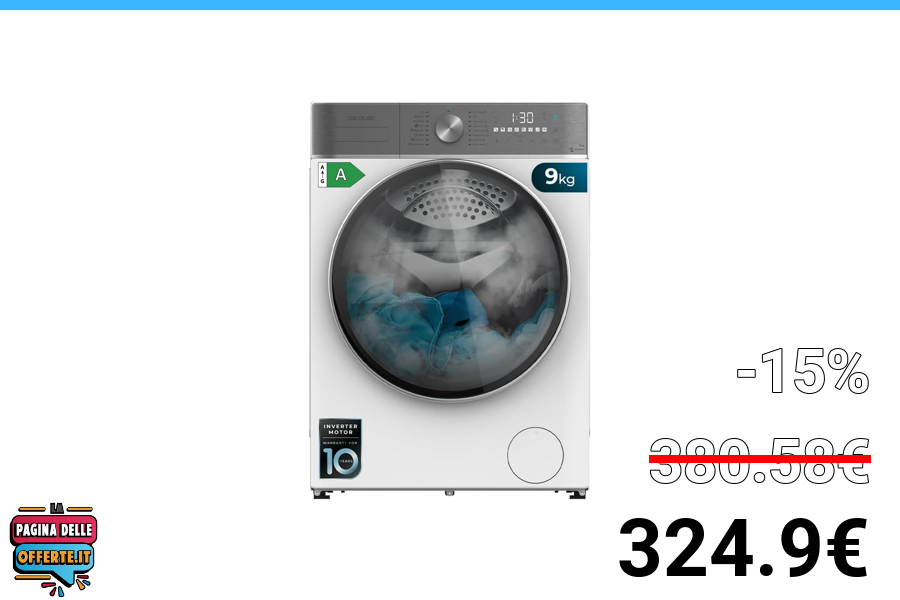 cecotec
1:30
A
G
A
9kg
-15%
380.58€
INVERTER
MOTOR
WARRANTY FOR
10 YEARS
324.9€
LA
PAGINA DELLE
OFFERTE.IT